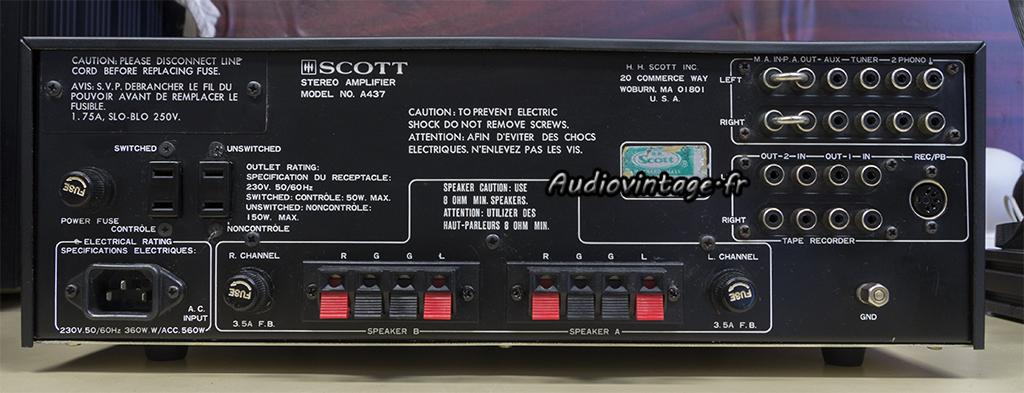 CAUTION: PLEASE DISCONNECT LINE
CORD BEFORE REPLACING FUSE.
AVIS: S.V.P. DEBRANCHER LE FIL DU
POUVOIR AVANT DE REMPLACER LE
FUSIBLE.
1.75A, SLO-BLO 250V.
SCOTT
STEREO AMPLIFIER
MODEL NO. A437
H. H. SCOTT INC.
20 COMMERCE WAY
WOBURN, MA 01801
U. S. A.
CAUTION: TO PREVENT ELECTRIC
SHOCK DO NOT REMOVE SCREWS.
ATTENTION: AFIN D'EVITER DES CHOCS
ELECTRIQUES. N'ENLEVEZ PAS LES VIS.
M. A. IN-P.A. OUT - AUX - TUNER - 2 PHONO 1
LEFT
RIGHT
SWITCHED
UNSWITCHED
OUTLET RATING:
SPECIFICATION DU RECEPTACLE:
230V. 50/60Hz
SWITCHED: CONTRÔLE: 50W. MAX.
UNSWITCHED: NONCONTRÔLE:
150W. MAX.
FUSE
POWER FUSE
CONTRÔLE
NONCONTRÔLE
Scott
Audiovintage.fr
SPEAKER CAUTION: USE
8 OHM MIN. SPEAKERS.
ATTENTION: UTILIZER DES
HAUT-PARLEURS 8 OHM MIN.
OUT-2-IN
OUT-1-IN
REC/PB
RIGHT
TAPE RECORDER
ELECTRICAL RATING
SPECIFICATIONS ELECTRIQUES:
A. C.
INPUT
230V.50/60Hz 360W.W/ACC.560W
R. CHANNEL
FUSE
3.5A F.B.
R G G L
SPEAKER B
R G G L
SPEAKER A
L. CHANNEL
FUSE
3.5A F.B.
GND